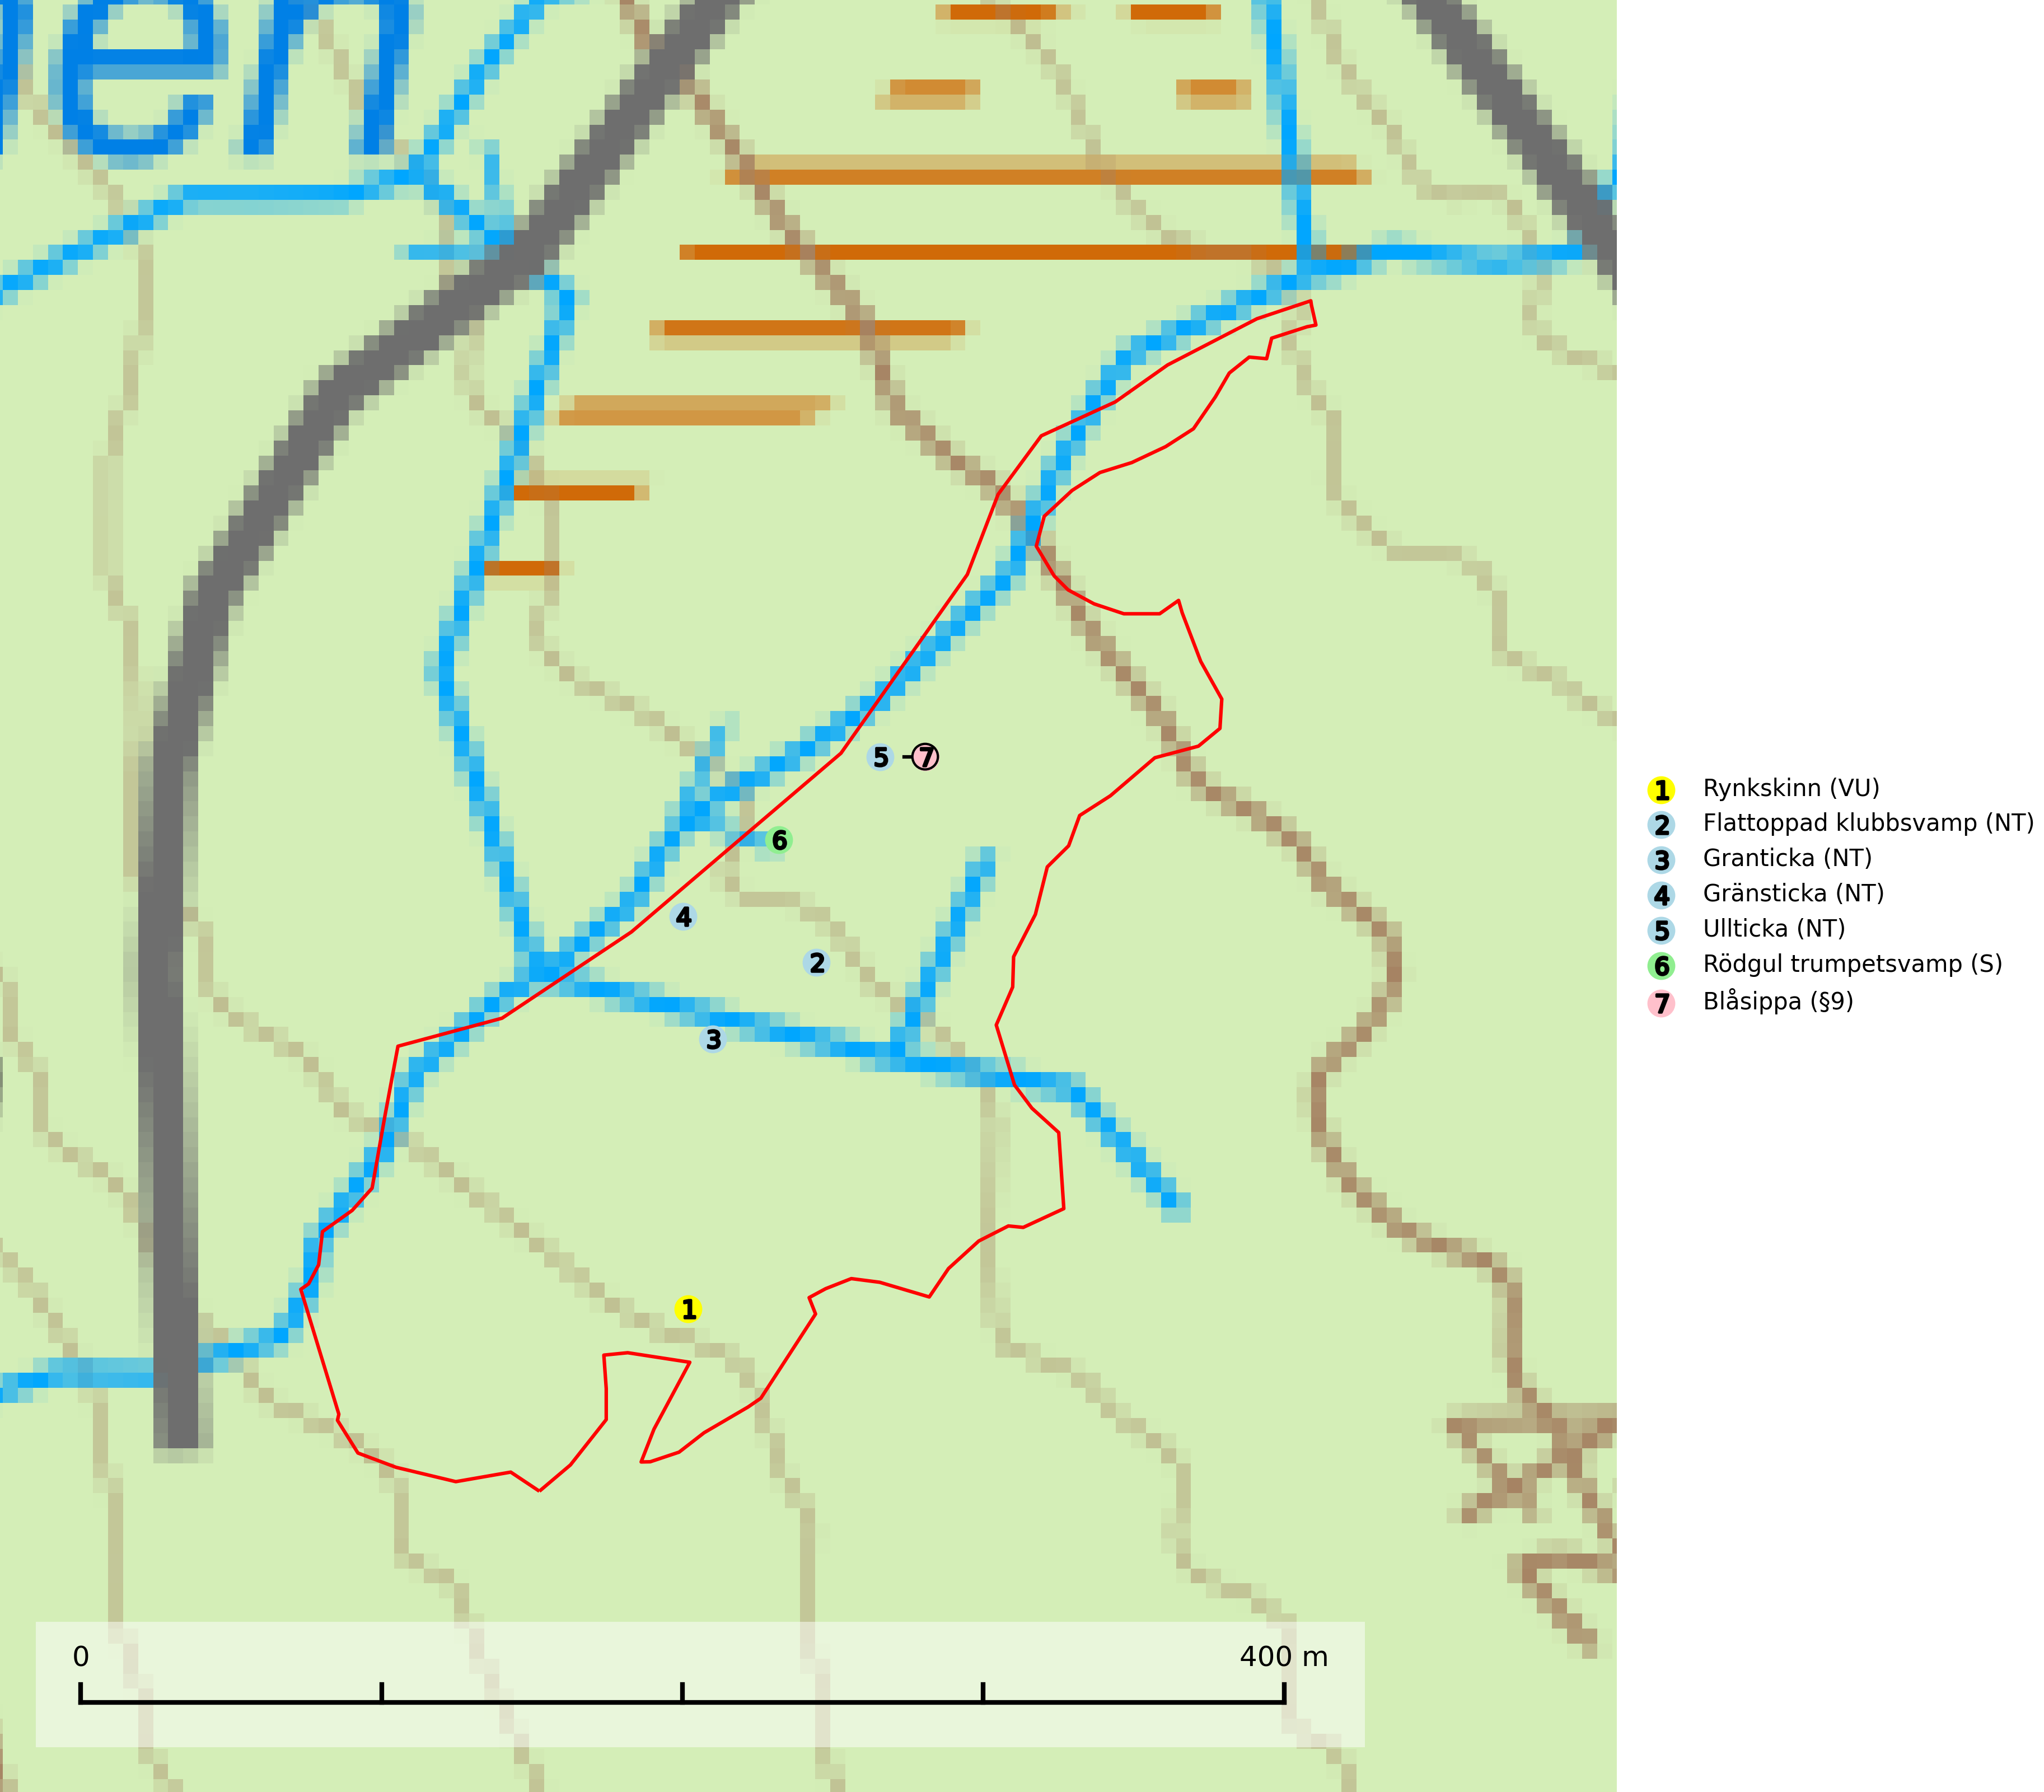 en
5 7
6
4
2
3
1
0 400 m
1 Rynkskinn (VU)
2 Flattoppad klubbsvamp (NT)
3 Granticka (NT)
4 Gränsticka (NT)
5 Ullticka (NT)
6 Rödgul trumpetsvamp (S)
7 Blåsippa (§9)